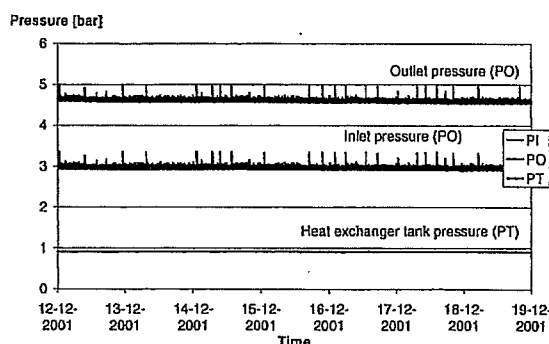 Pressure [bar]
6
5
4
3
2
1
0
Outlet pressure (PO)
Inlet pressure (PO)
Heat exchanger tank pressure (PT)
PI
PO
PT
12-12- 13-12- 14-12- 15-12- 16-12- 17-12- 18-12- 19-12-
2001 2001 2001 2001 2001 2001 2001 2001
Time